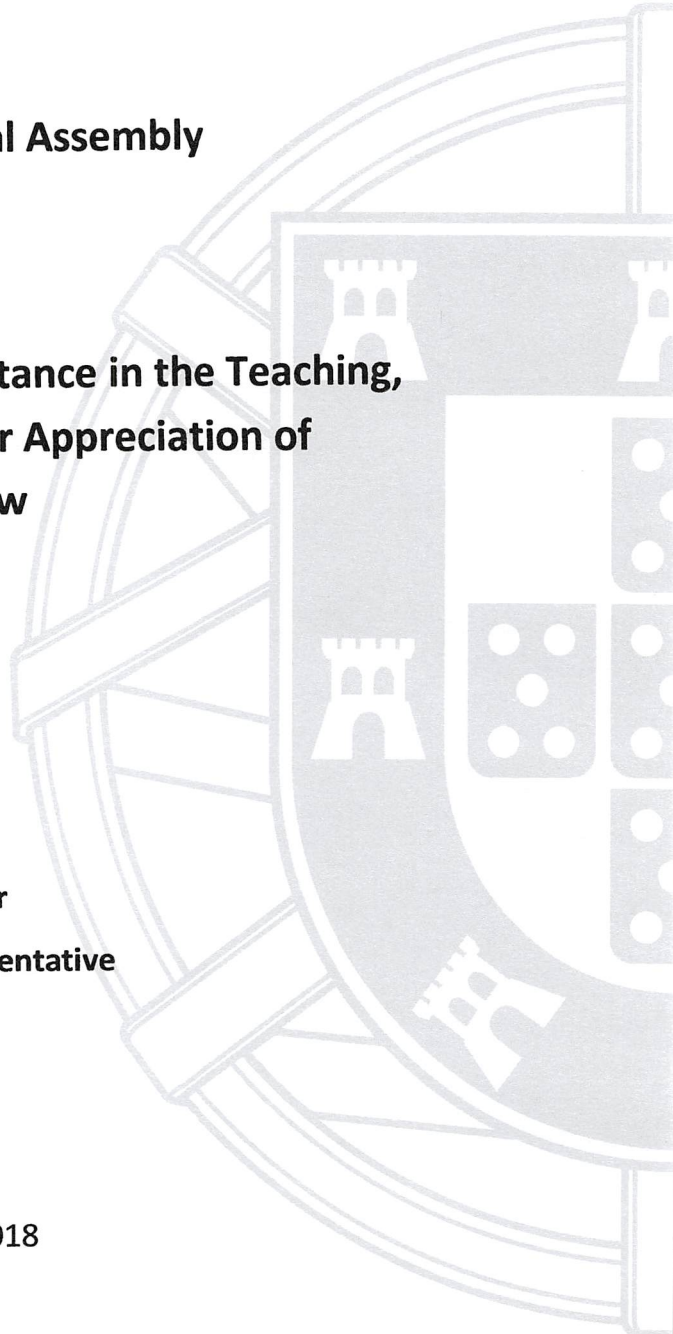 al Assembly
tance in the Teaching,
r Appreciation of
w
r
entative
018